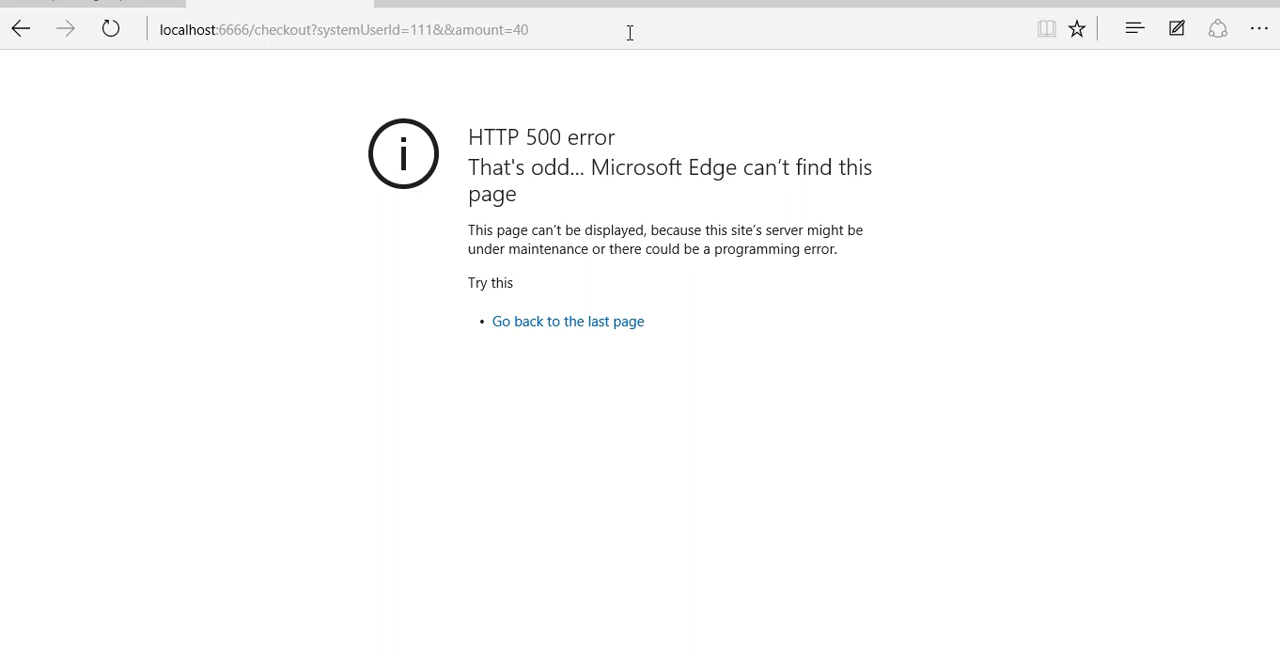 localhost:6666/checkout?systemUserId=111&&amount=40
HTTP 500 error
That's odd... Microsoft Edge can’t find this
page
This page can’t be displayed, because this site’s server might be
under maintenance or there could be a programming error.
Try this
• Go back to the last page